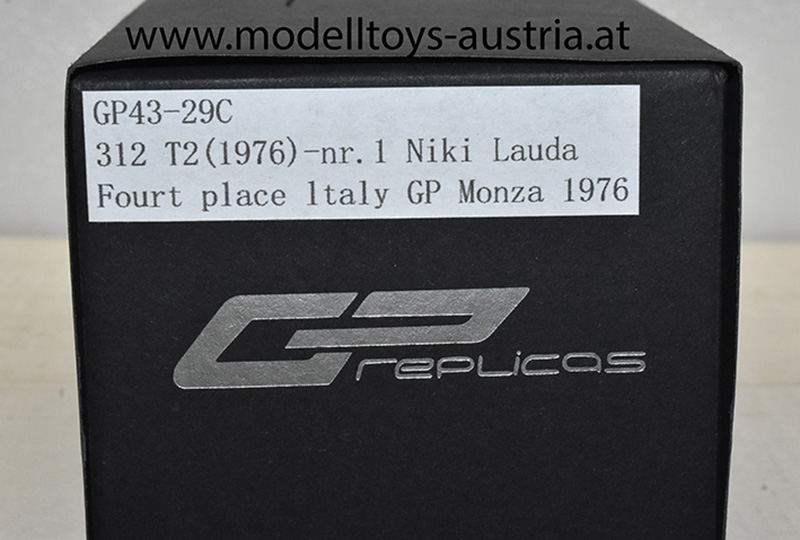 www.modelltoys-austria.at
GP43-29C
312 T2(1976)-nr.1 Niki Lauda
Fourt place ltaly GP Monza 1976
GP replicas